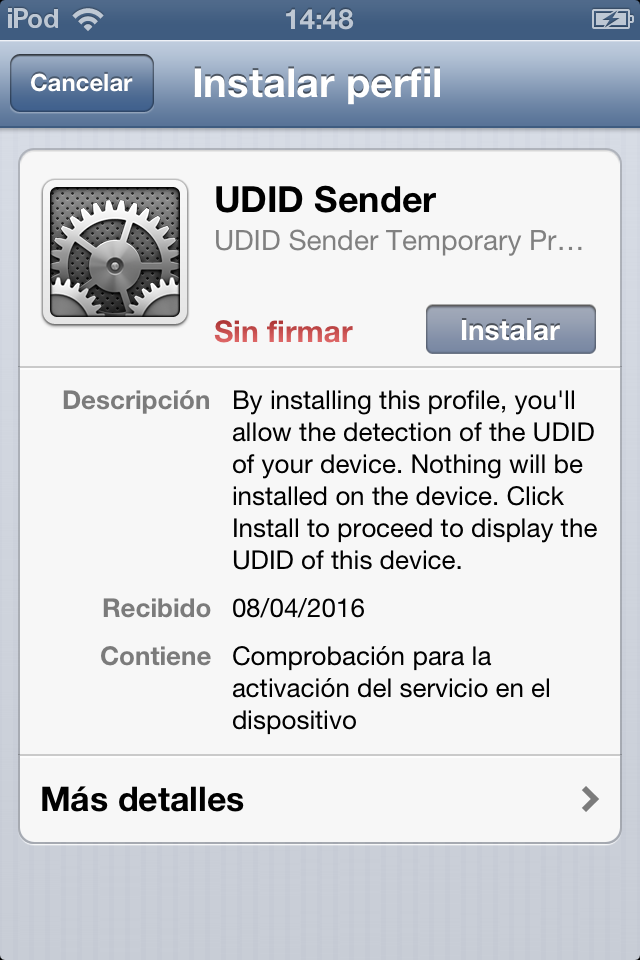 iPod 14:48
Cancelar Instalar perfil
UDID Sender
UDID Sender Temporary Pr...
Sin firmar Instalar
Descripción By installing this profile, you'll
allow the detection of the UDID
of your device. Nothing will be
installed on the device. Click
Install to proceed to display the
UDID of this device.
Recibido 08/04/2016
Contiene Comprobación para la
activación del servicio en el
dispositivo
Más detalles